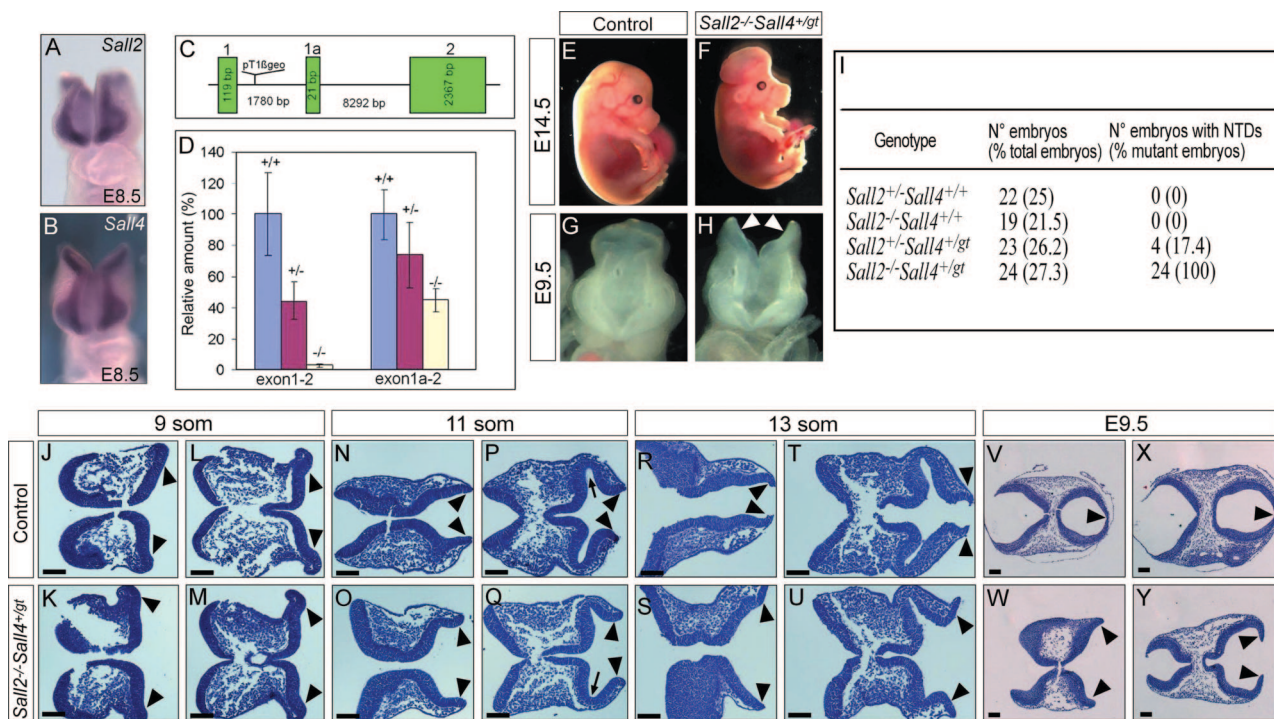 A
Sall2
E8.5
B
Sall4
E8.5
C
1
1a
2
pT1ßgeo
119 bp
1780 bp
21 bp
8292 bp
2367 bp
D
Relative amount (%)
140
120
100
80
60
40
20
0
+/+
+/-
-/-
+/+
+/-
-/-
exon1-2
exon1a-2
Control
Sall2-/-Sall4+/gt
E14.5
E
F
E9.5
G
H
I
Genotype
N° embryos
(% total embryos)
N° embryos with NTDs
(% mutant embryos)
Sall2+/-Sall4+/+ 22 (25) 0 (0)
Sall2-/-Sall4+/+ 19 (21.5) 0 (0)
Sall2+/-Sall4+/gt 23 (26.2) 4 (17.4)
Sall2-/-Sall4+/gt 24 (27.3) 24 (100)
9 som
11 som
13 som
E9.5
Control
J
L
N
P
R
T
V
X
Sall2-/-Sall4+/gt
K
M
O
Q
S
U
W
Y